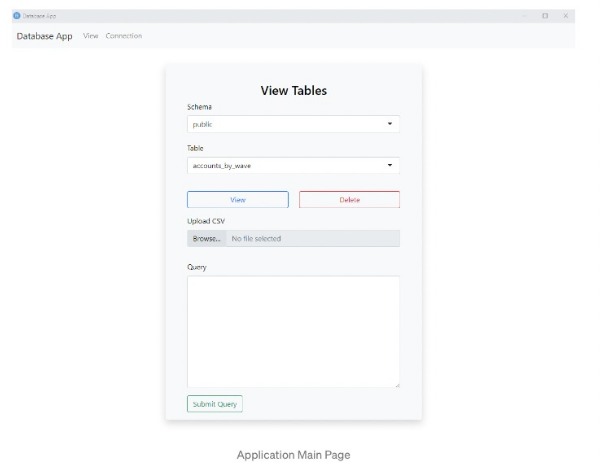 Database App
Database App View Connection
View Tables
Schema
public
Table
accounts_by_wave
View Delete
Upload CSV
Browse... No file selected
Query
Submit Query
Application Main Page